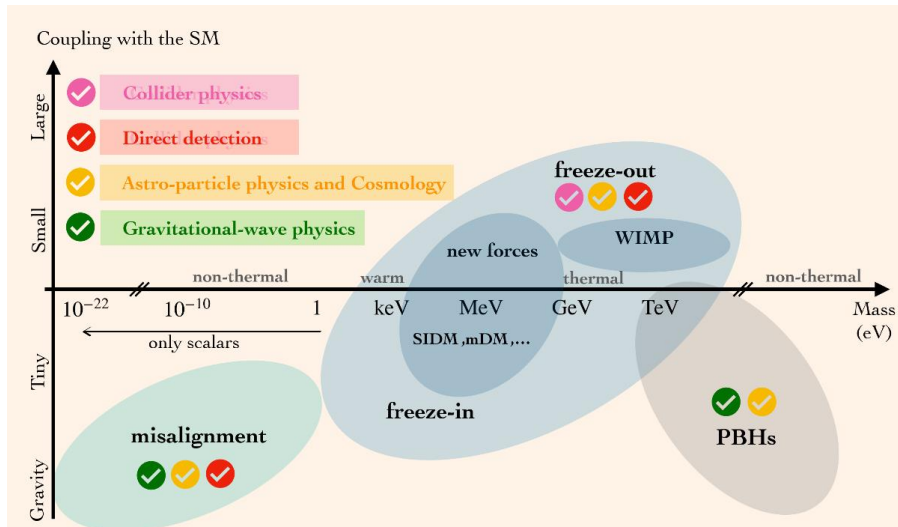 Coupling with the SM
Large
Small
Tiny
Gravity
Collider physics
Direct detection
Astro-particle physics and Cosmology
Gravitational-wave physics
freeze-out
WIMP
new forces
non-thermal
warm
thermal
non-thermal
10^-22
10^-10
1
keV
MeV
GeV
TeV
Mass
(eV)
only scalars
SIDM ,mDM ,...
freeze-in
misalignment
PBHs